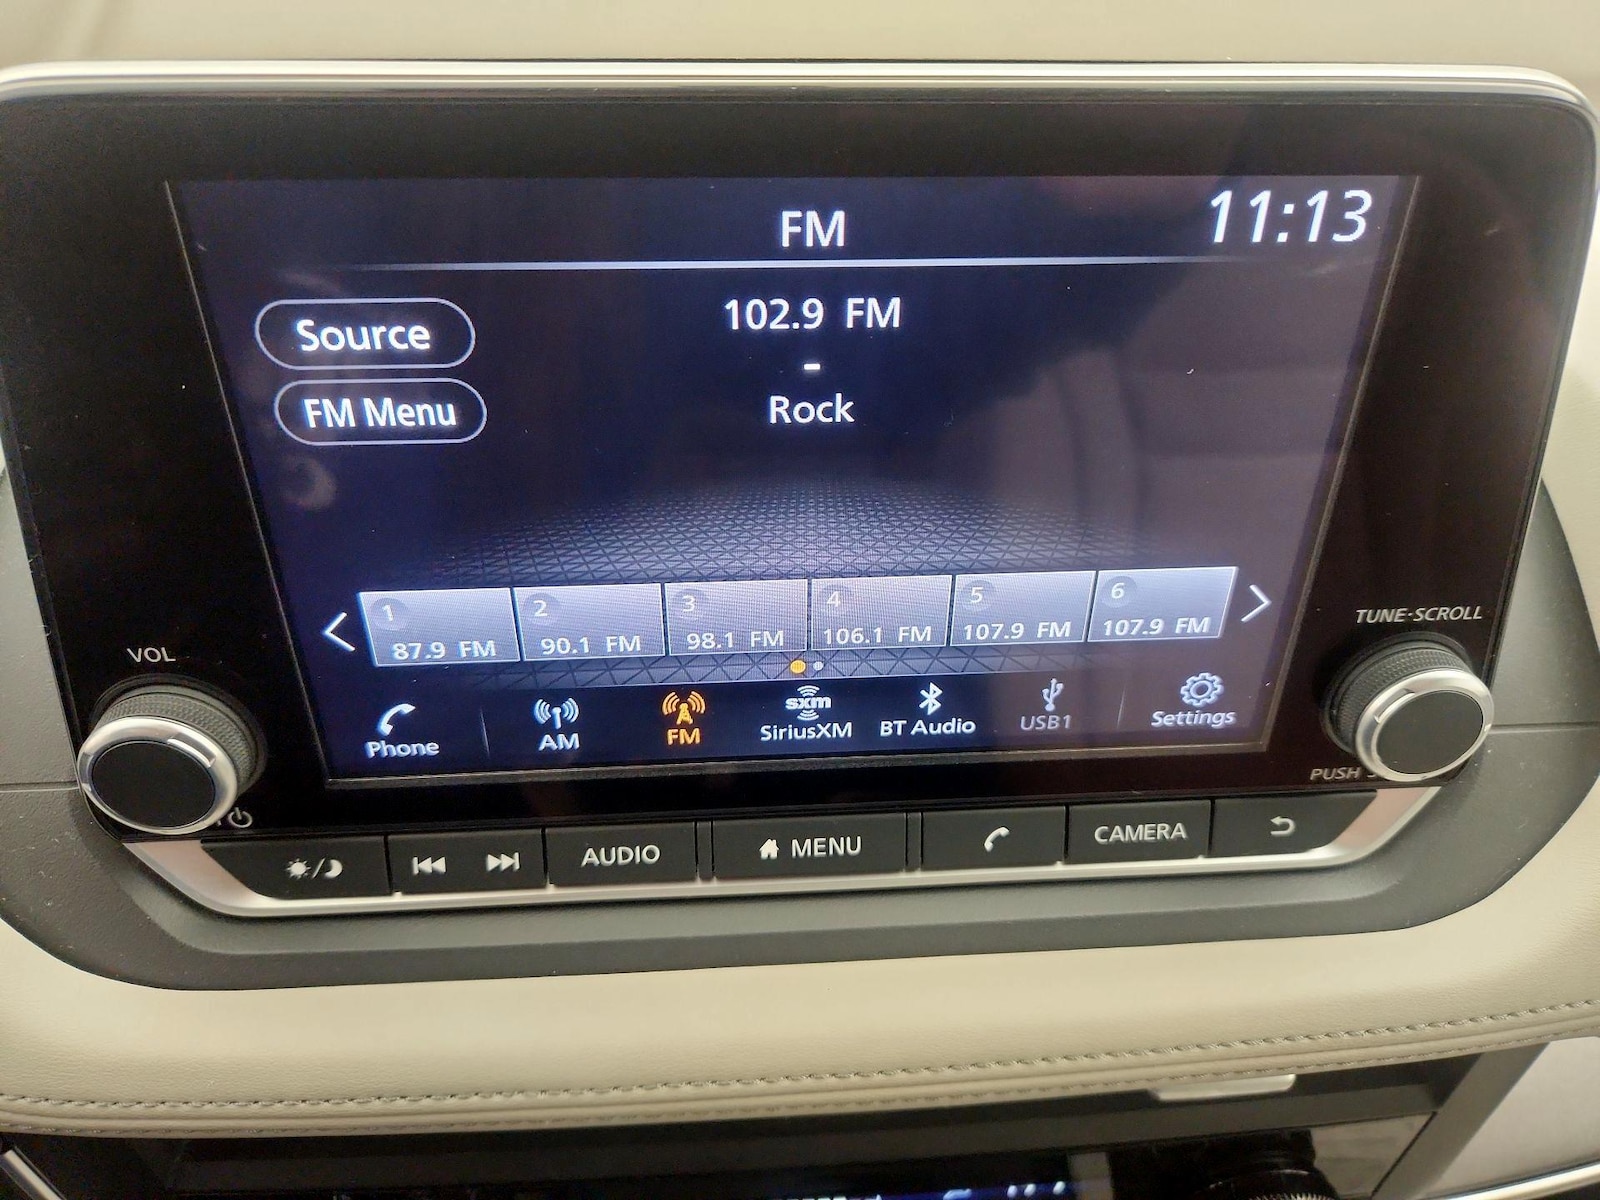 FM
11:13
102.9 FM
-
Rock
Source
FM Menu
1
87.9 FM
2
90.1 FM
3
98.1 FM
4
106.1 FM
5
107.9 FM
6
107.9 FM
Phone
AM
FM
sxm
SiriusXM
BT Audio
USB1
Settings
VOL
TUNE·SCROLL
PUSH
AUDIO
MENU
CAMERA